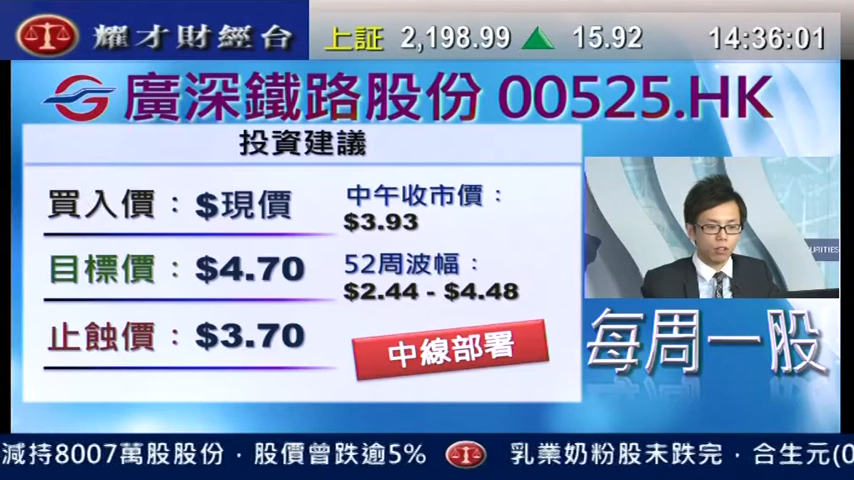 耀才財經台
上証 2,198.99 15.92 14:36:01
廣深鐵路股份 00525.HK
投資建議
買入價：$現價
中午收市價：
$3.93
目標價：$4.70
52周波幅：
$2.44 - $4.48
止蝕價：$3.70
中線部署
URITIES
每周一股
減持8007萬股股份．股價曾跌逾5% 乳業奶粉股未跌完，合生元(0